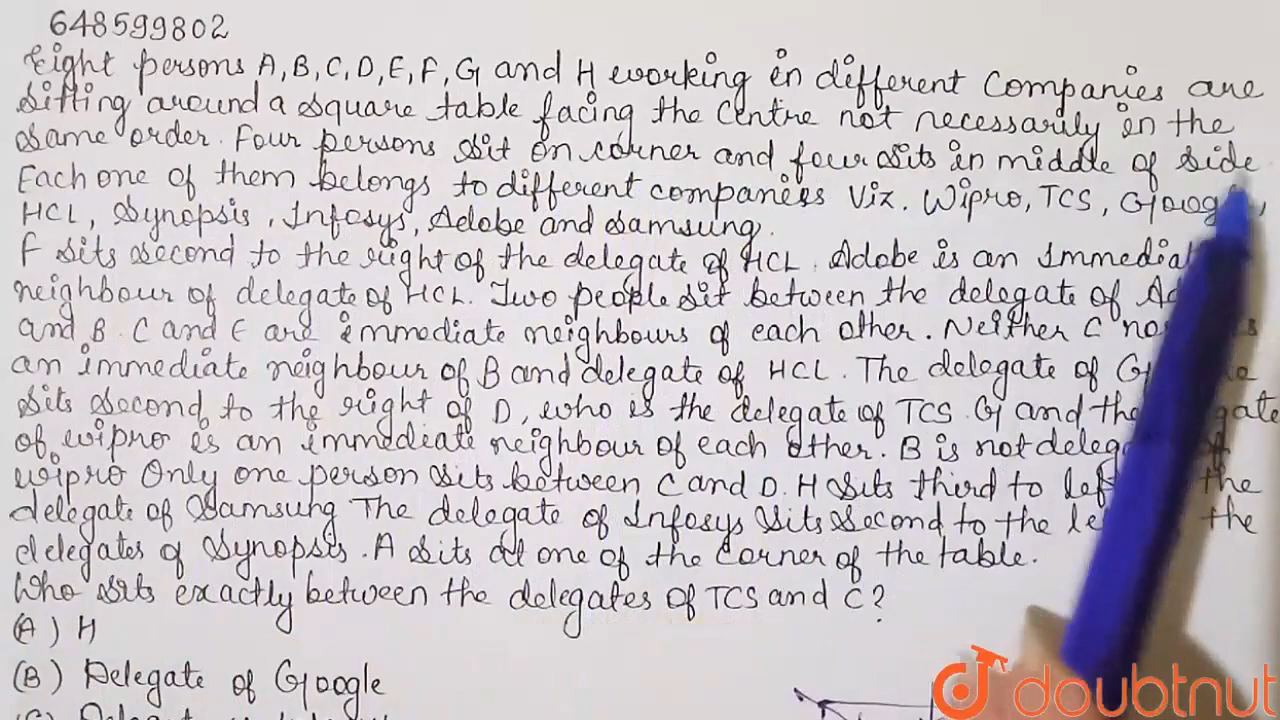 648599802
Eight persons A, B, C, D, E, F, G and H working in different Companies are
sitting around a square table facing the centre not necessarily in the
same order. Four persons sit on corner and four sits in middle of side.
Each one of them belongs to different companies Viz. Wipro, TCS, Google,
HCL, Synopsis, Infosys, Adobe and Samsung.
F sits second to the right of the delegate of HCL. Adobe is an immediate
neighbour of delegate of HCL. Two people sit between the delegate of
and B. C and E are immediate neighbours of each other. Neither C
an immediate neighbour of B and delegate of HCL. The delegate of
sits second to the right of D, who is the delegate of TCS. G and the
of wipro is an immediate neighbour of each other. B is not
wipro Only one person sits between C and D. H sits third to left the
delegate of Samsung The delegate of Infosys sits second to the the
delegates of Synopsis. A sits at one of the corner of the table.
Who sits exactly between the delegates of TCS and C?
(A) H
(B) Delegate of Google
(C)
doubtnut